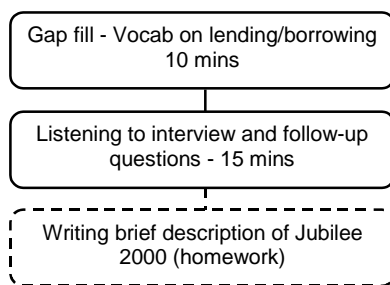 Gap fill - Vocab on lending/borrowing
10 mins
Listening to interview and follow-up
questions - 15 mins
Writing brief description of Jubilee
2000 (homework)